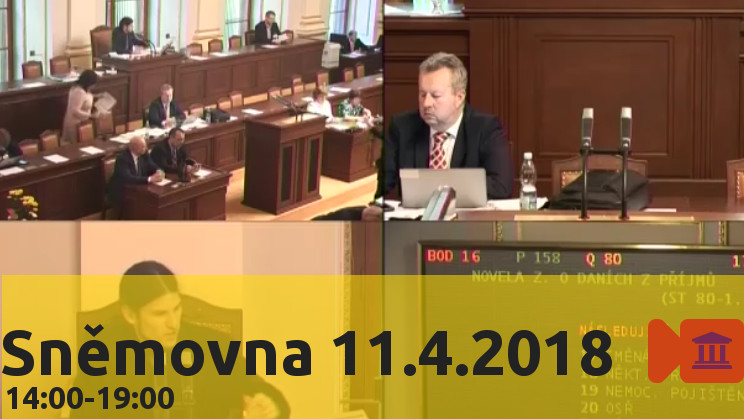 BOD 16 P 158 Q 80
NOVELA Z. O DANÍCH Z PŘÍJMŮ
(ST 80-1.
NÁSLEDUJ
19 NEMOC. POJIŠTĚN
20 OSŘ
Sněmovna 11.4.2018
14:00-19:00